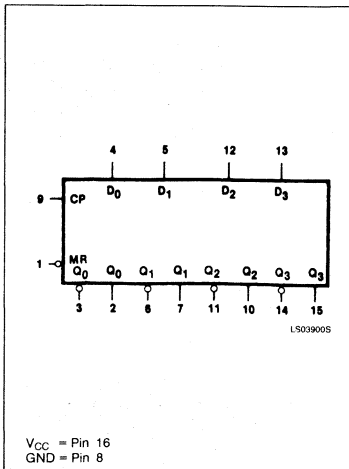 4 5 12 13
9 CP D0 D1 D2 D3
1 MR
Q0 Q0 Q1 Q1 Q2 Q2 Q3 Q3
3 2 6 7 11 10 14 15
LS03900S
VCC = Pin 16
GND = Pin 8